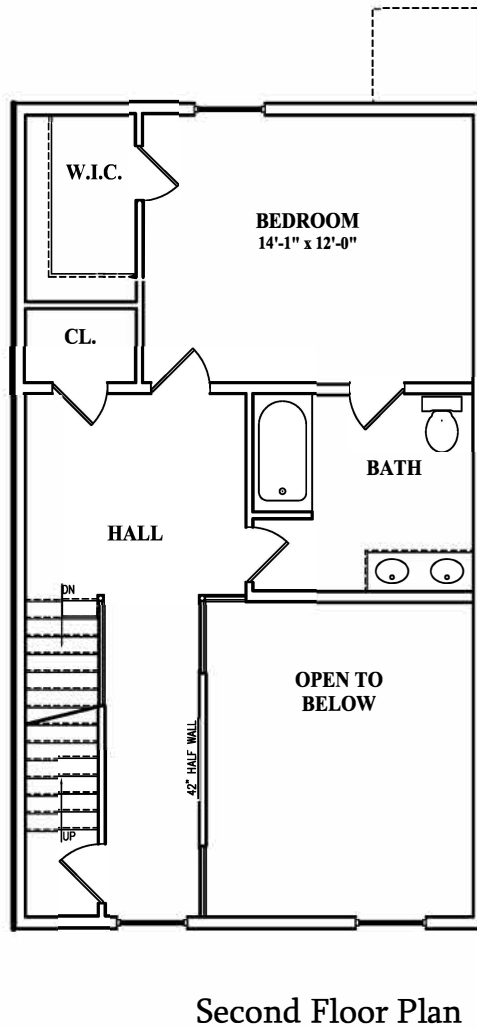 W.I.C.
BEDROOM
14'-1" x 12'-0"
CL.
BATH
HALL
DN
OPEN TO
BELOW
42" HALF WALL
UP
Second Floor Plan